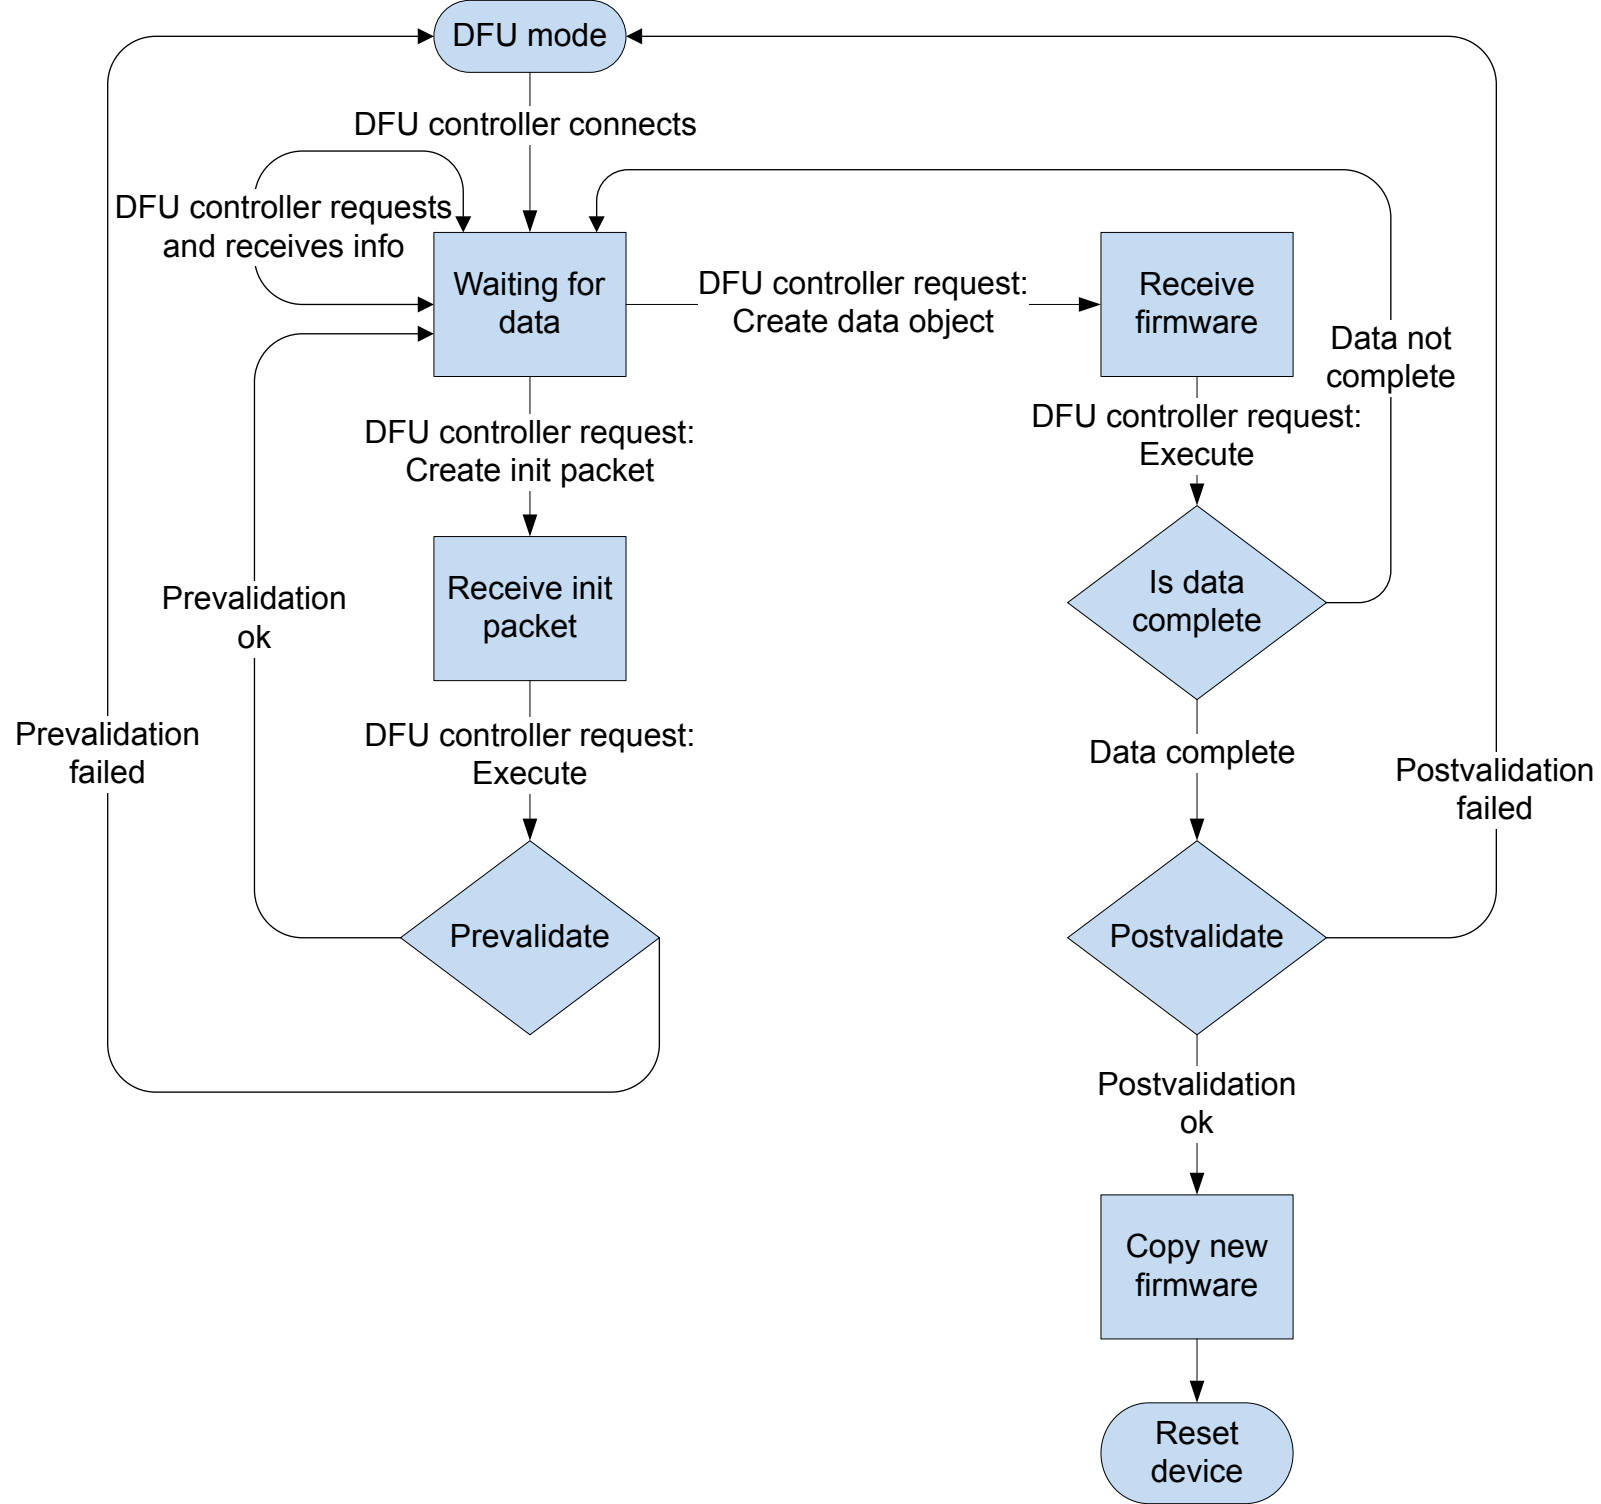 DFU mode
DFU controller connects
DFU controller requests
and receives info
Waiting for
data
DFU controller request:
Create data object
Receive
firmware
Data not
complete
DFU controller request:
Create init packet
DFU controller request:
Execute
Receive init
packet
Is data
complete
Prevalidation
ok
Prevalidation
failed
DFU controller request:
Execute
Data complete
Postvalidation
failed
Prevalidate
Postvalidate
Postvalidation
ok
Copy new
firmware
Reset
device